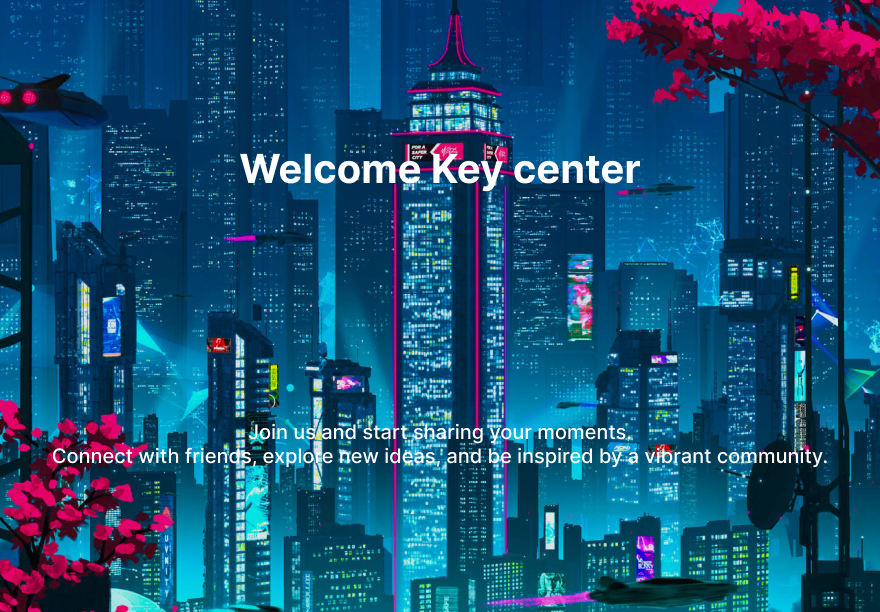 FOR A
SAFER
CITY
Welcome Key center
Join us and start sharing your moments.
Connect with friends, explore new ideas, and be inspired by a vibrant community.